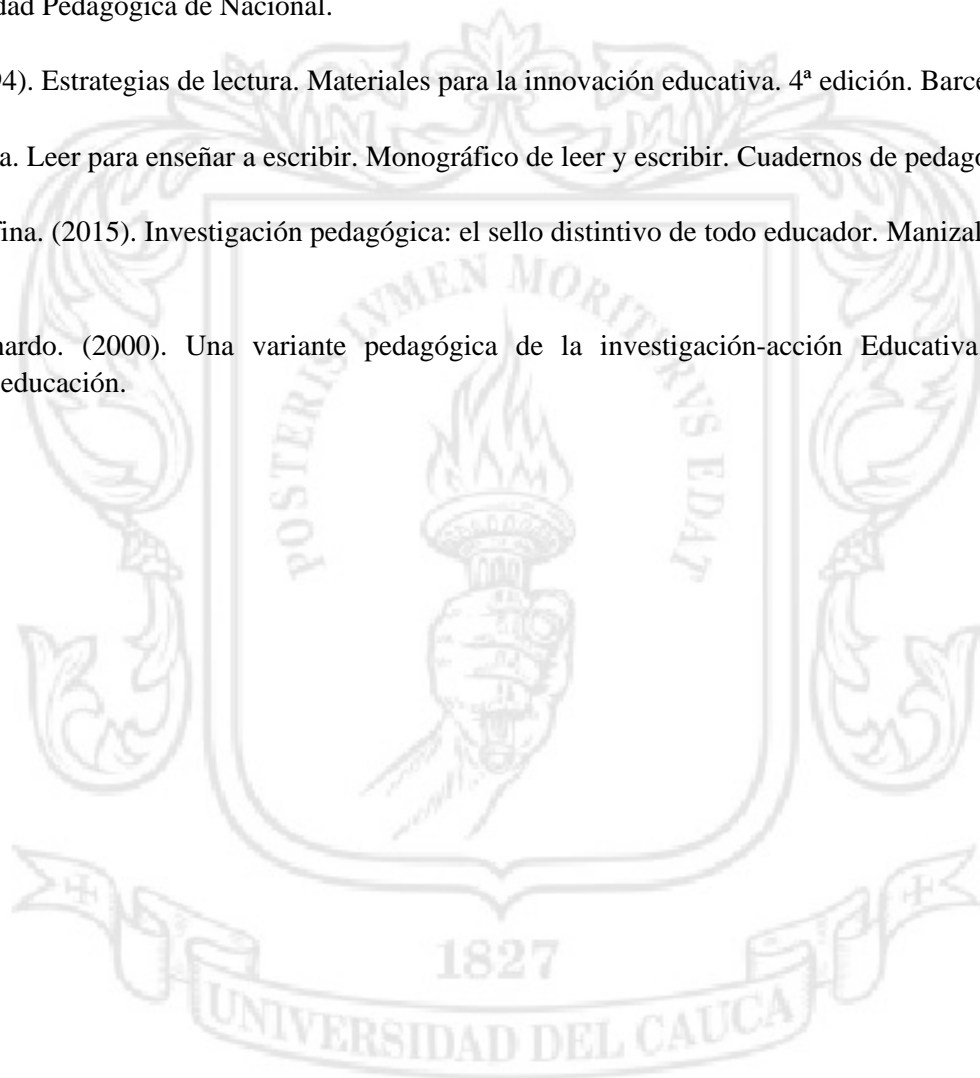 dad Pedagógica de Nacional.
94). Estrategias de lectura. Materiales para la innovación educativa. 4ª edición. Barce
a. Leer para enseñar a escribir. Monográfico de leer y escribir. Cuadernos de pedago
fina. (2015). Investigación pedagógica: el sello distintivo de todo educador. Manizal
nardo. (2000). Una variante pedagógica de la investigación-acción Educativa
educación.
POSTERIS LVMEN MORITVRVS EDAT
1827
UNIVERSIDAD DEL CAUCA